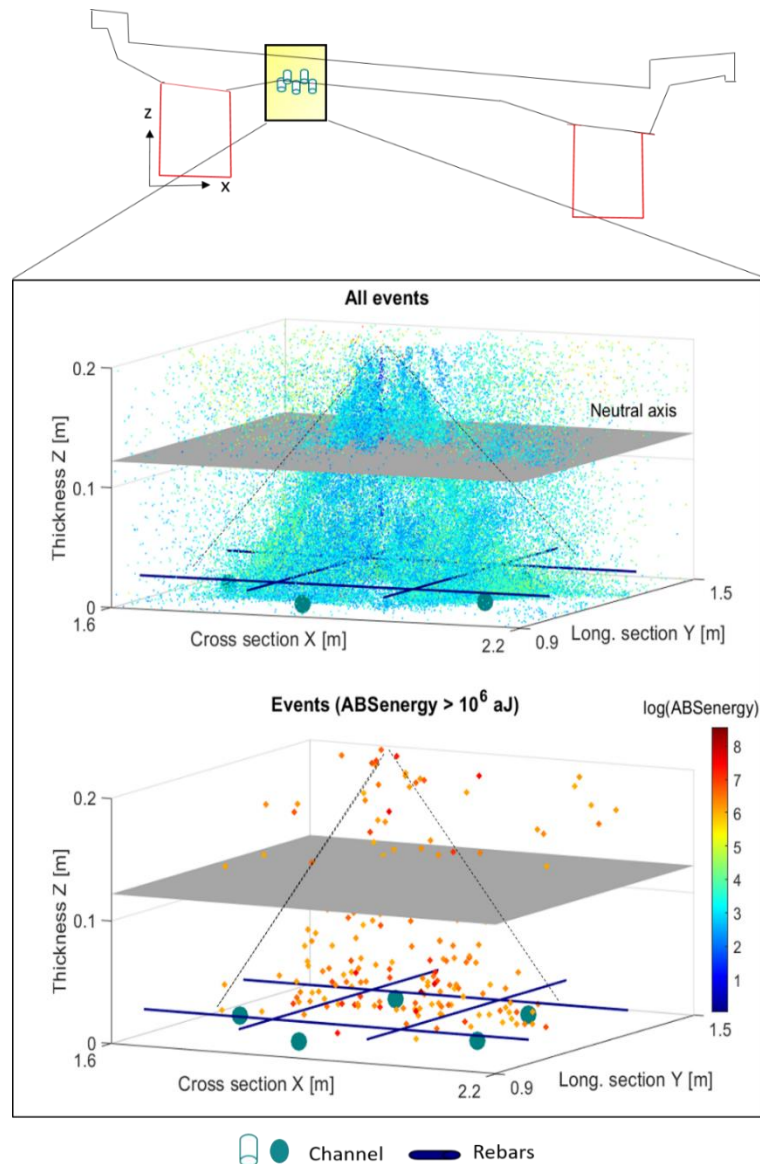 z
x
All events
0.2
Neutral axis
Thickness Z [m]
0.1
0
1.6
Cross section X [m]
2.2
0.9
Long. section Y [m]
1.5
Events (ABSenergy > 10⁶ aJ)
log(ABSenergy)
8
7
6
5
4
3
2
1
0.2
Thickness Z [m]
0.1
0
1.6
Cross section X [m]
2.2
0.9
Long. section Y [m]
1.5
Channel
Rebars